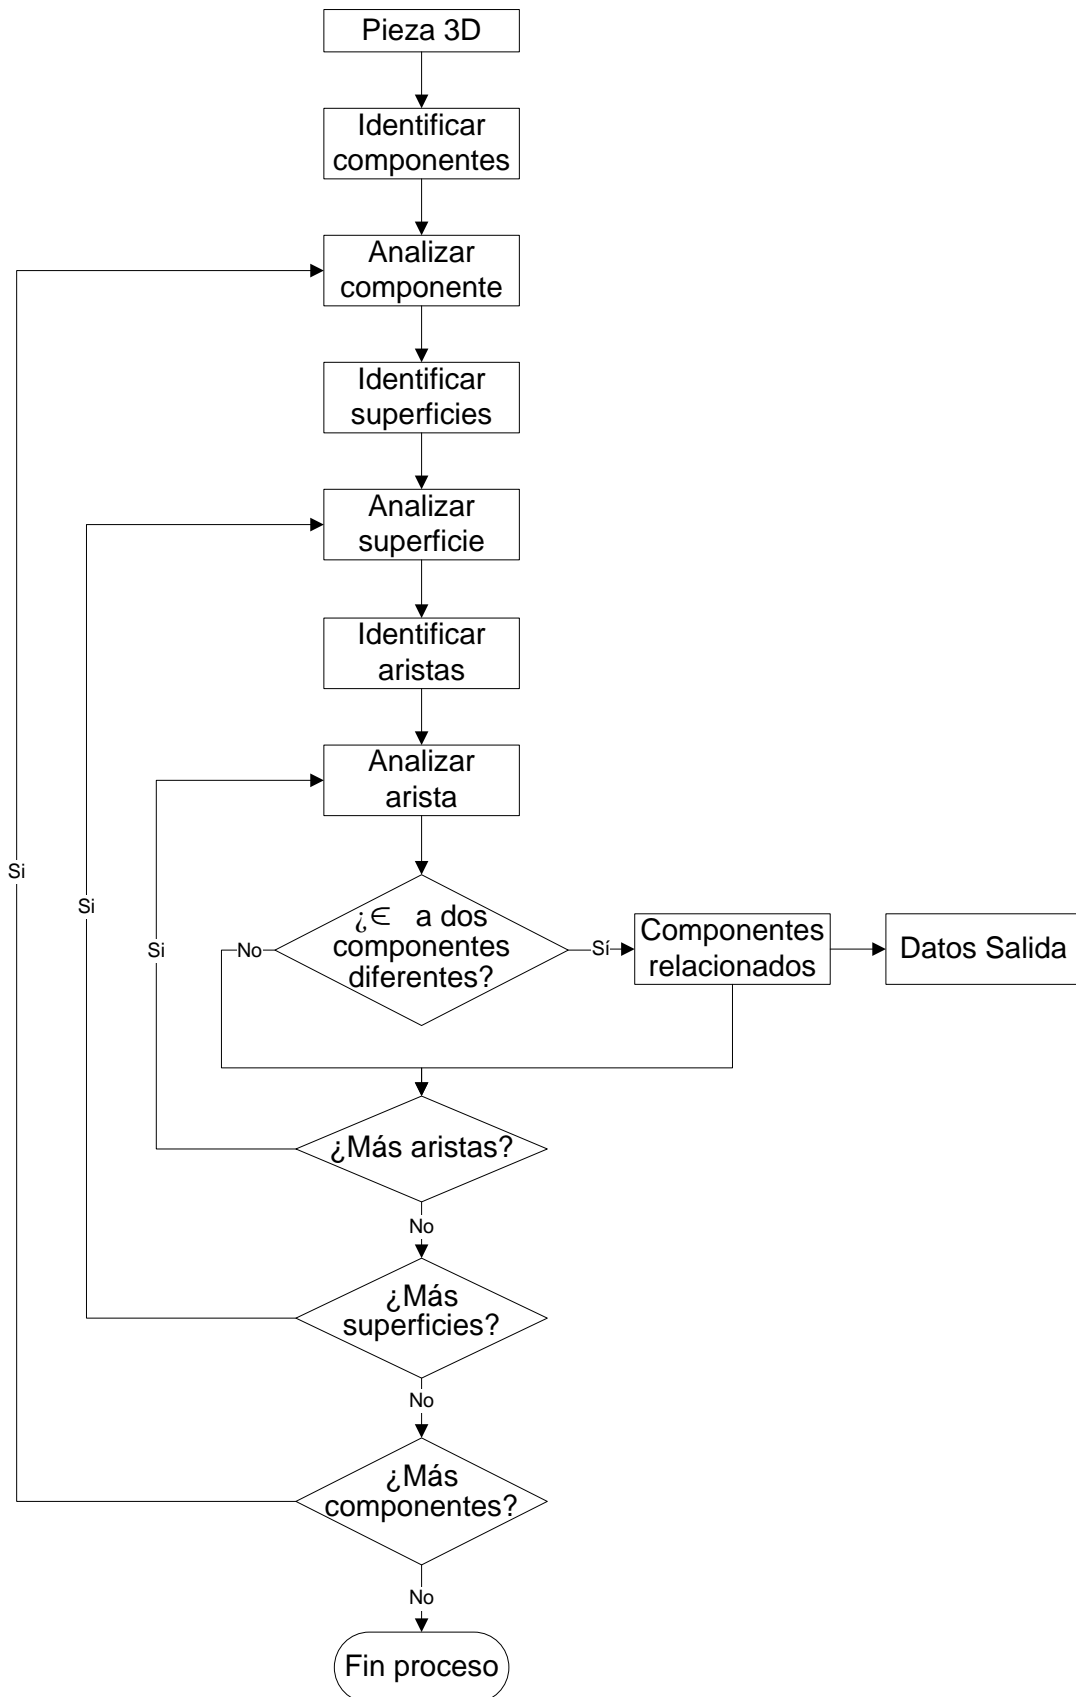 Pieza 3D
Identificar
componentes
Analizar
componente
Identificar
superficies
Analizar
superficie
Identificar
aristas
Analizar
arista
¿∈ a dos
componentes
diferentes?
No
Sí
Componentes
relacionados
Datos Salida
Si
Si
Si
¿Más aristas?
No
¿Más
superficies?
No
¿Más
componentes?
No
Fin proceso